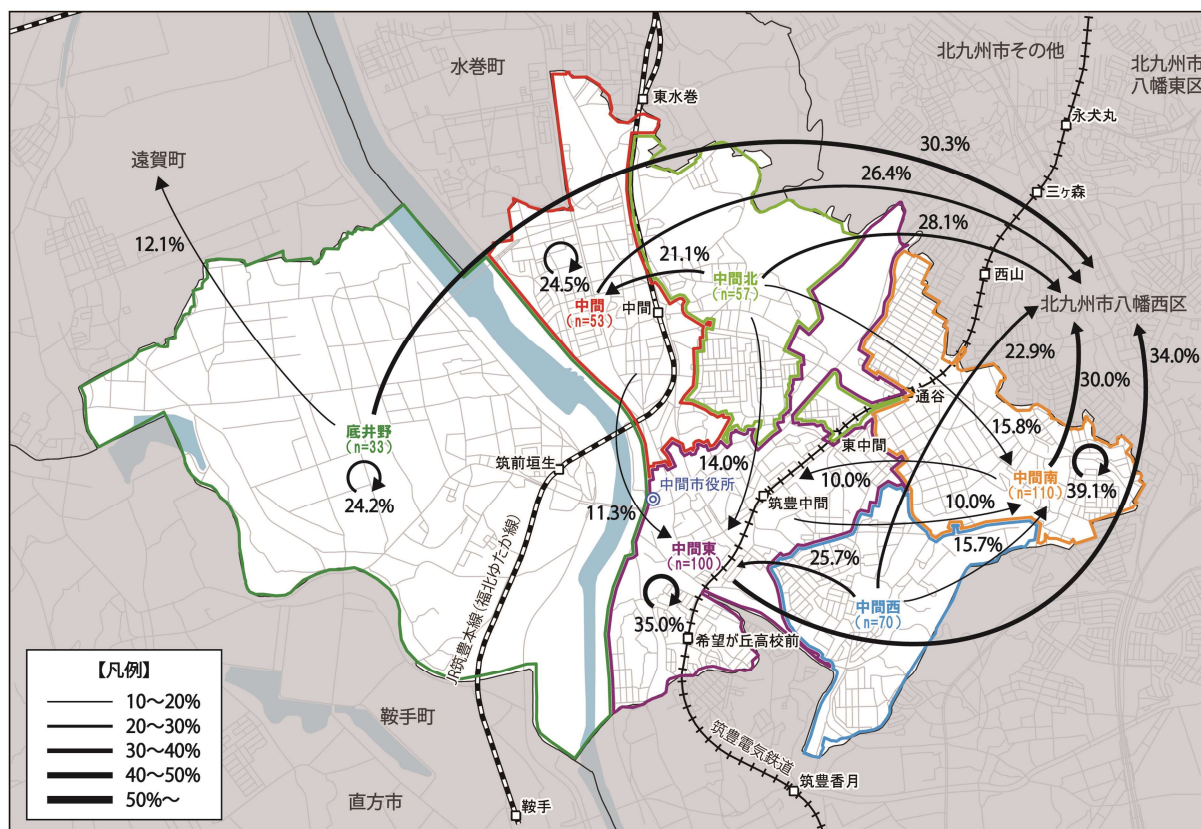 北九州市その他
北九州市
八幡東区
水巻町
東水巻
永犬丸
遠賀町
30.3%
26.4%
三ヶ森
28.1%
12.1%
21.1%
西山
24.5%
中間北
(n=57)
中間
(n=53)
中間
北九州市八幡西区
22.9%
34.0%
30.0%
通谷
底井野
(n=33)
15.8%
東中間
筑前垣生
14.0%
中間南
(n=110)
10.0%
39.1%
24.2%
中間市役所
筑豊中間
10.0%
11.3%
15.7%
中間東
(n=100)
25.7%
中間西
(n=70)
35.0%
希望が丘高校前
JR筑豊本線(福北ゆたか線)
【凡例】
10～20%
20～30%
30～40%
40～50%
50%～
鞍手町
筑豊電気鉄道
直方市
鞍手
筑豊香月